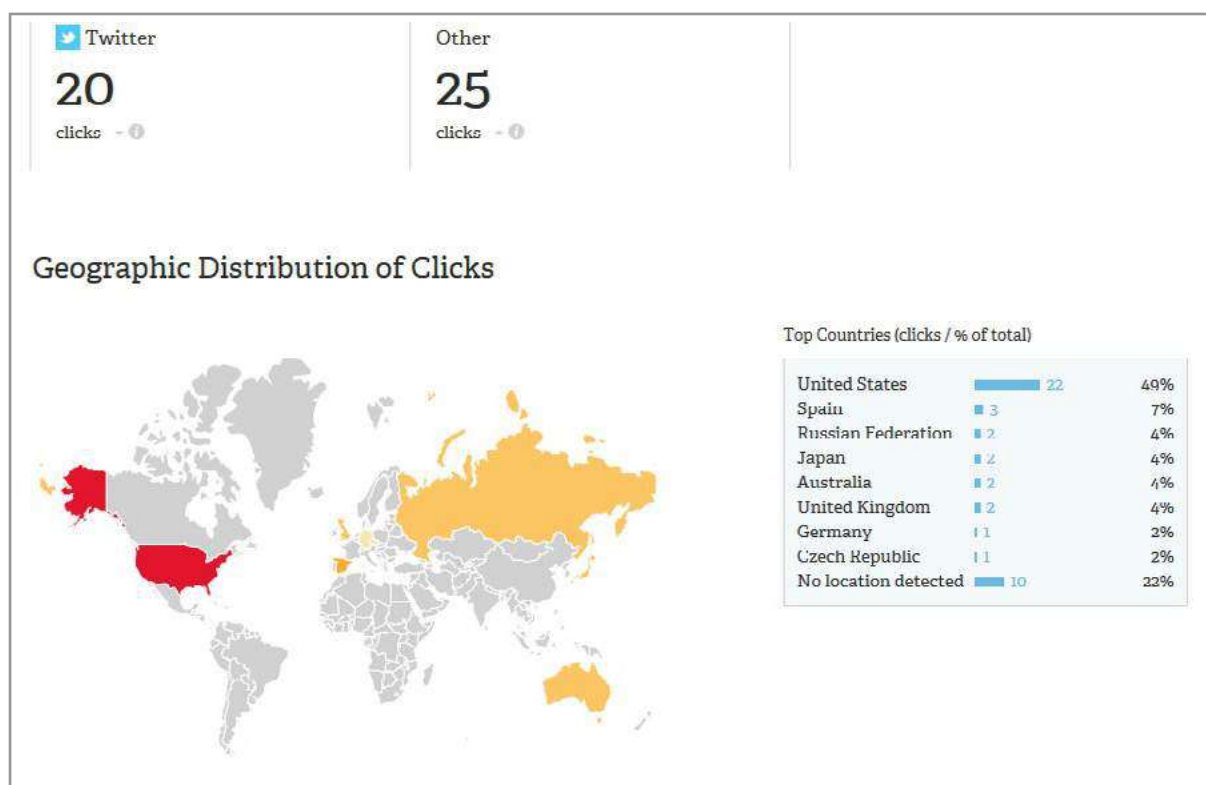 Twitter
20
clicks -
Other
25
clicks -
Geographic Distribution of Clicks
Top Countries (clicks / % of total)
United States 22 49%
Spain 3 7%
Russian Federation 2 4%
Japan 2 4%
Australia 2 4%
United Kingdom 2 4%
Germany 1 2%
Czech Republic 1 2%
No location detected 10 22%